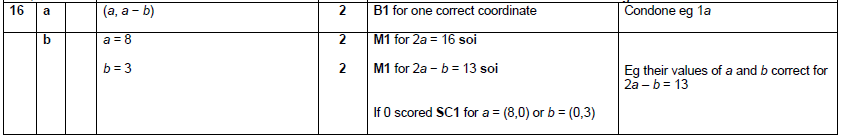 16 a (a, a – b) 2 B1 for one correct coordinate Condone eg 1a
b a = 8 2 M1 for 2a = 16 soi
b = 3 2 M1 for 2a – b = 13 soi Eg their values of a and b correct for
2a – b = 13
If 0 scored SC1 for a = (8,0) or b = (0,3)